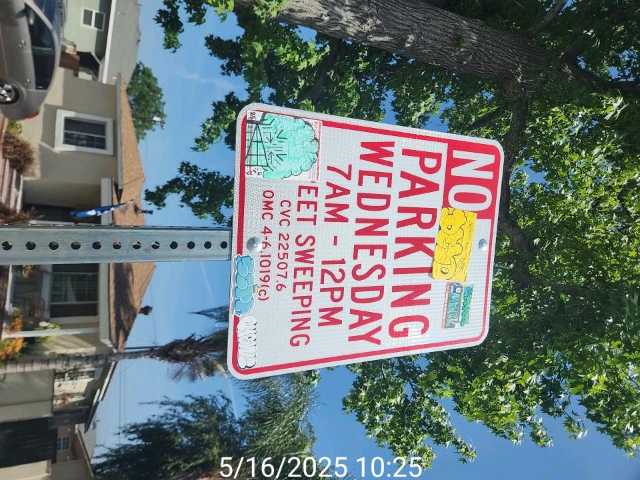 NO
PARKING
WEDNESDAY
7AM - 12PM
EET SWEEPING
CVC 22507.6
OMC 4-6.1019(c)
5/16/2025 10:25